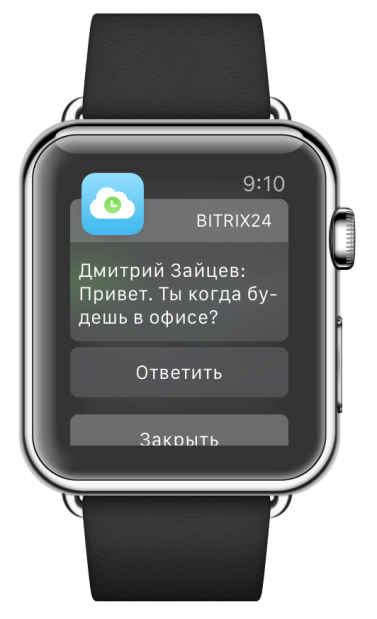 9:10
BITRIX24
Дмитрий Зайцев:
Привет. Ты когда бу-
дешь в офисе?
Ответить
Закрыть